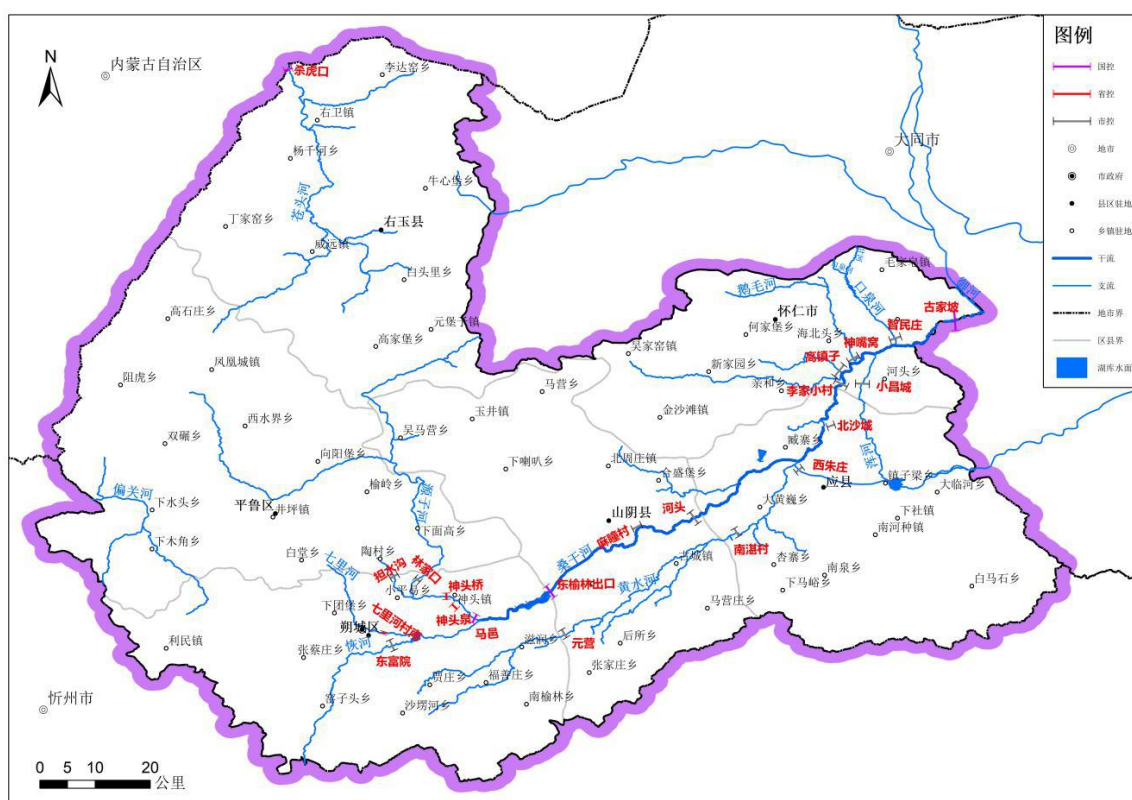 N
内蒙古自治区
杀虎口
李达窑乡
右卫镇
杨千河乡
牛心堡乡
苍头河
丁家窑乡
右玉县
威远镇
白头里乡
高石庄乡
元堡子镇
高家堡乡
凤凰城镇
阻虎乡
西水界乡
双碾乡
向阳堡乡
吴马营乡
玉井镇
马营乡
下喇叭乡
榆岭乡
源子河
偏关河
下水头乡
平鲁区
井坪镇
下面高乡
下木角乡
白堂乡
七里河
陶村乡
担水沟
林家口
小平易乡
神头桥
神头镇
神头泉
下团堡乡
七里河村南
朔城区
恢河
马邑
东富院
利民镇
张蔡庄乡
窑子头乡
沙塄河乡
贾庄乡
福善庄乡
滋润乡
南榆林乡
忻州市
大同市
毛家皂镇
口泉河
鹅毛河
怀仁市
何家堡乡
海北头乡
古家坡
智民庄
神嘴窝
高镇子
吴家窑镇
新家园乡
亲和乡
李家小村
河头乡
小昌城
金沙滩镇
北沙城
臧寨乡
北周庄镇
合盛堡乡
西朱庄
应县
镇子梁乡
大临河乡
大黄巍乡
下社镇
南河种镇
山阴县
河头
麻疃村
桑干河
古城镇
南湛村
杏寨乡
南泉乡
下马峪乡
白马石乡
东榆林出口
黄水河
马营庄乡
元营
后所乡
张家庄乡
图例
国控
省控
市控
地市
市政府
县区驻地
乡镇驻地
干流
支流
地市界
区县界
湖库水面
0 5 10 20
公里